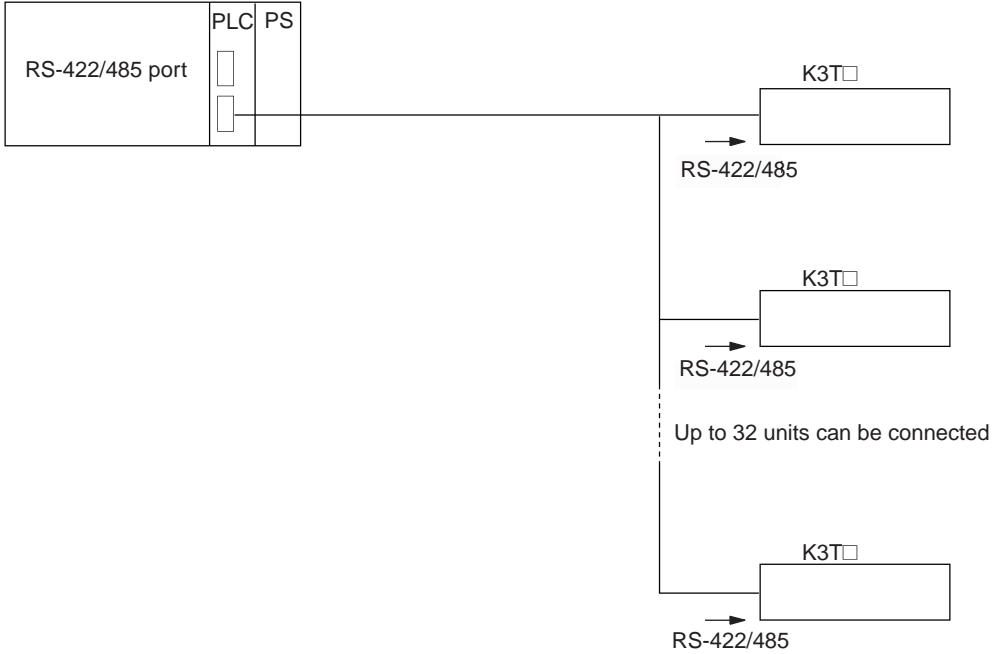 PLC PS
RS-422/485 port
K3T□
RS-422/485
K3T□
RS-422/485
Up to 32 units can be connected
K3T□
RS-422/485